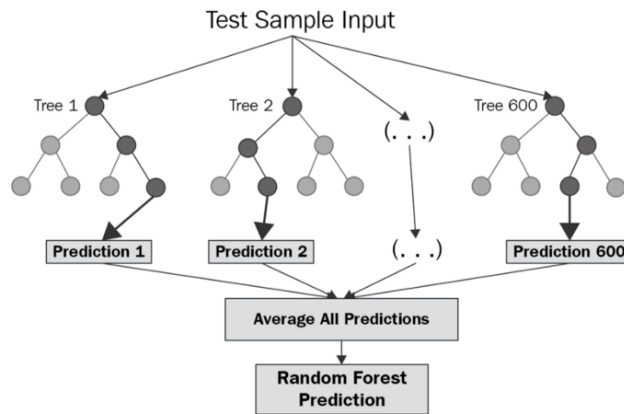 Test Sample Input
Tree 1
Tree 2
Tree 600
(. . .)
(. . .)
Prediction 1
Prediction 2
Prediction 600
Average All Predictions
Random Forest
Prediction